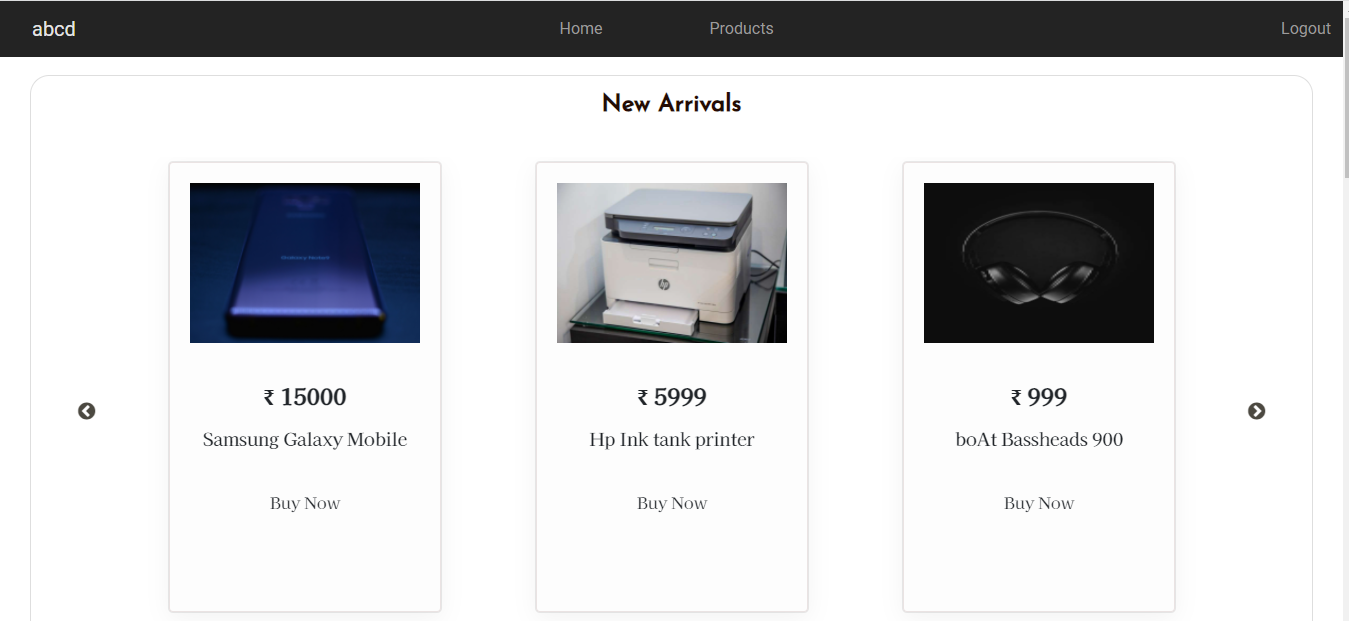 abcd Home Products Logout
New Arrivals
₹ 15000 ₹ 5999 ₹ 999
Samsung Galaxy Mobile Hp Ink tank printer boAt Bassheads 900
Buy Now Buy Now Buy Now